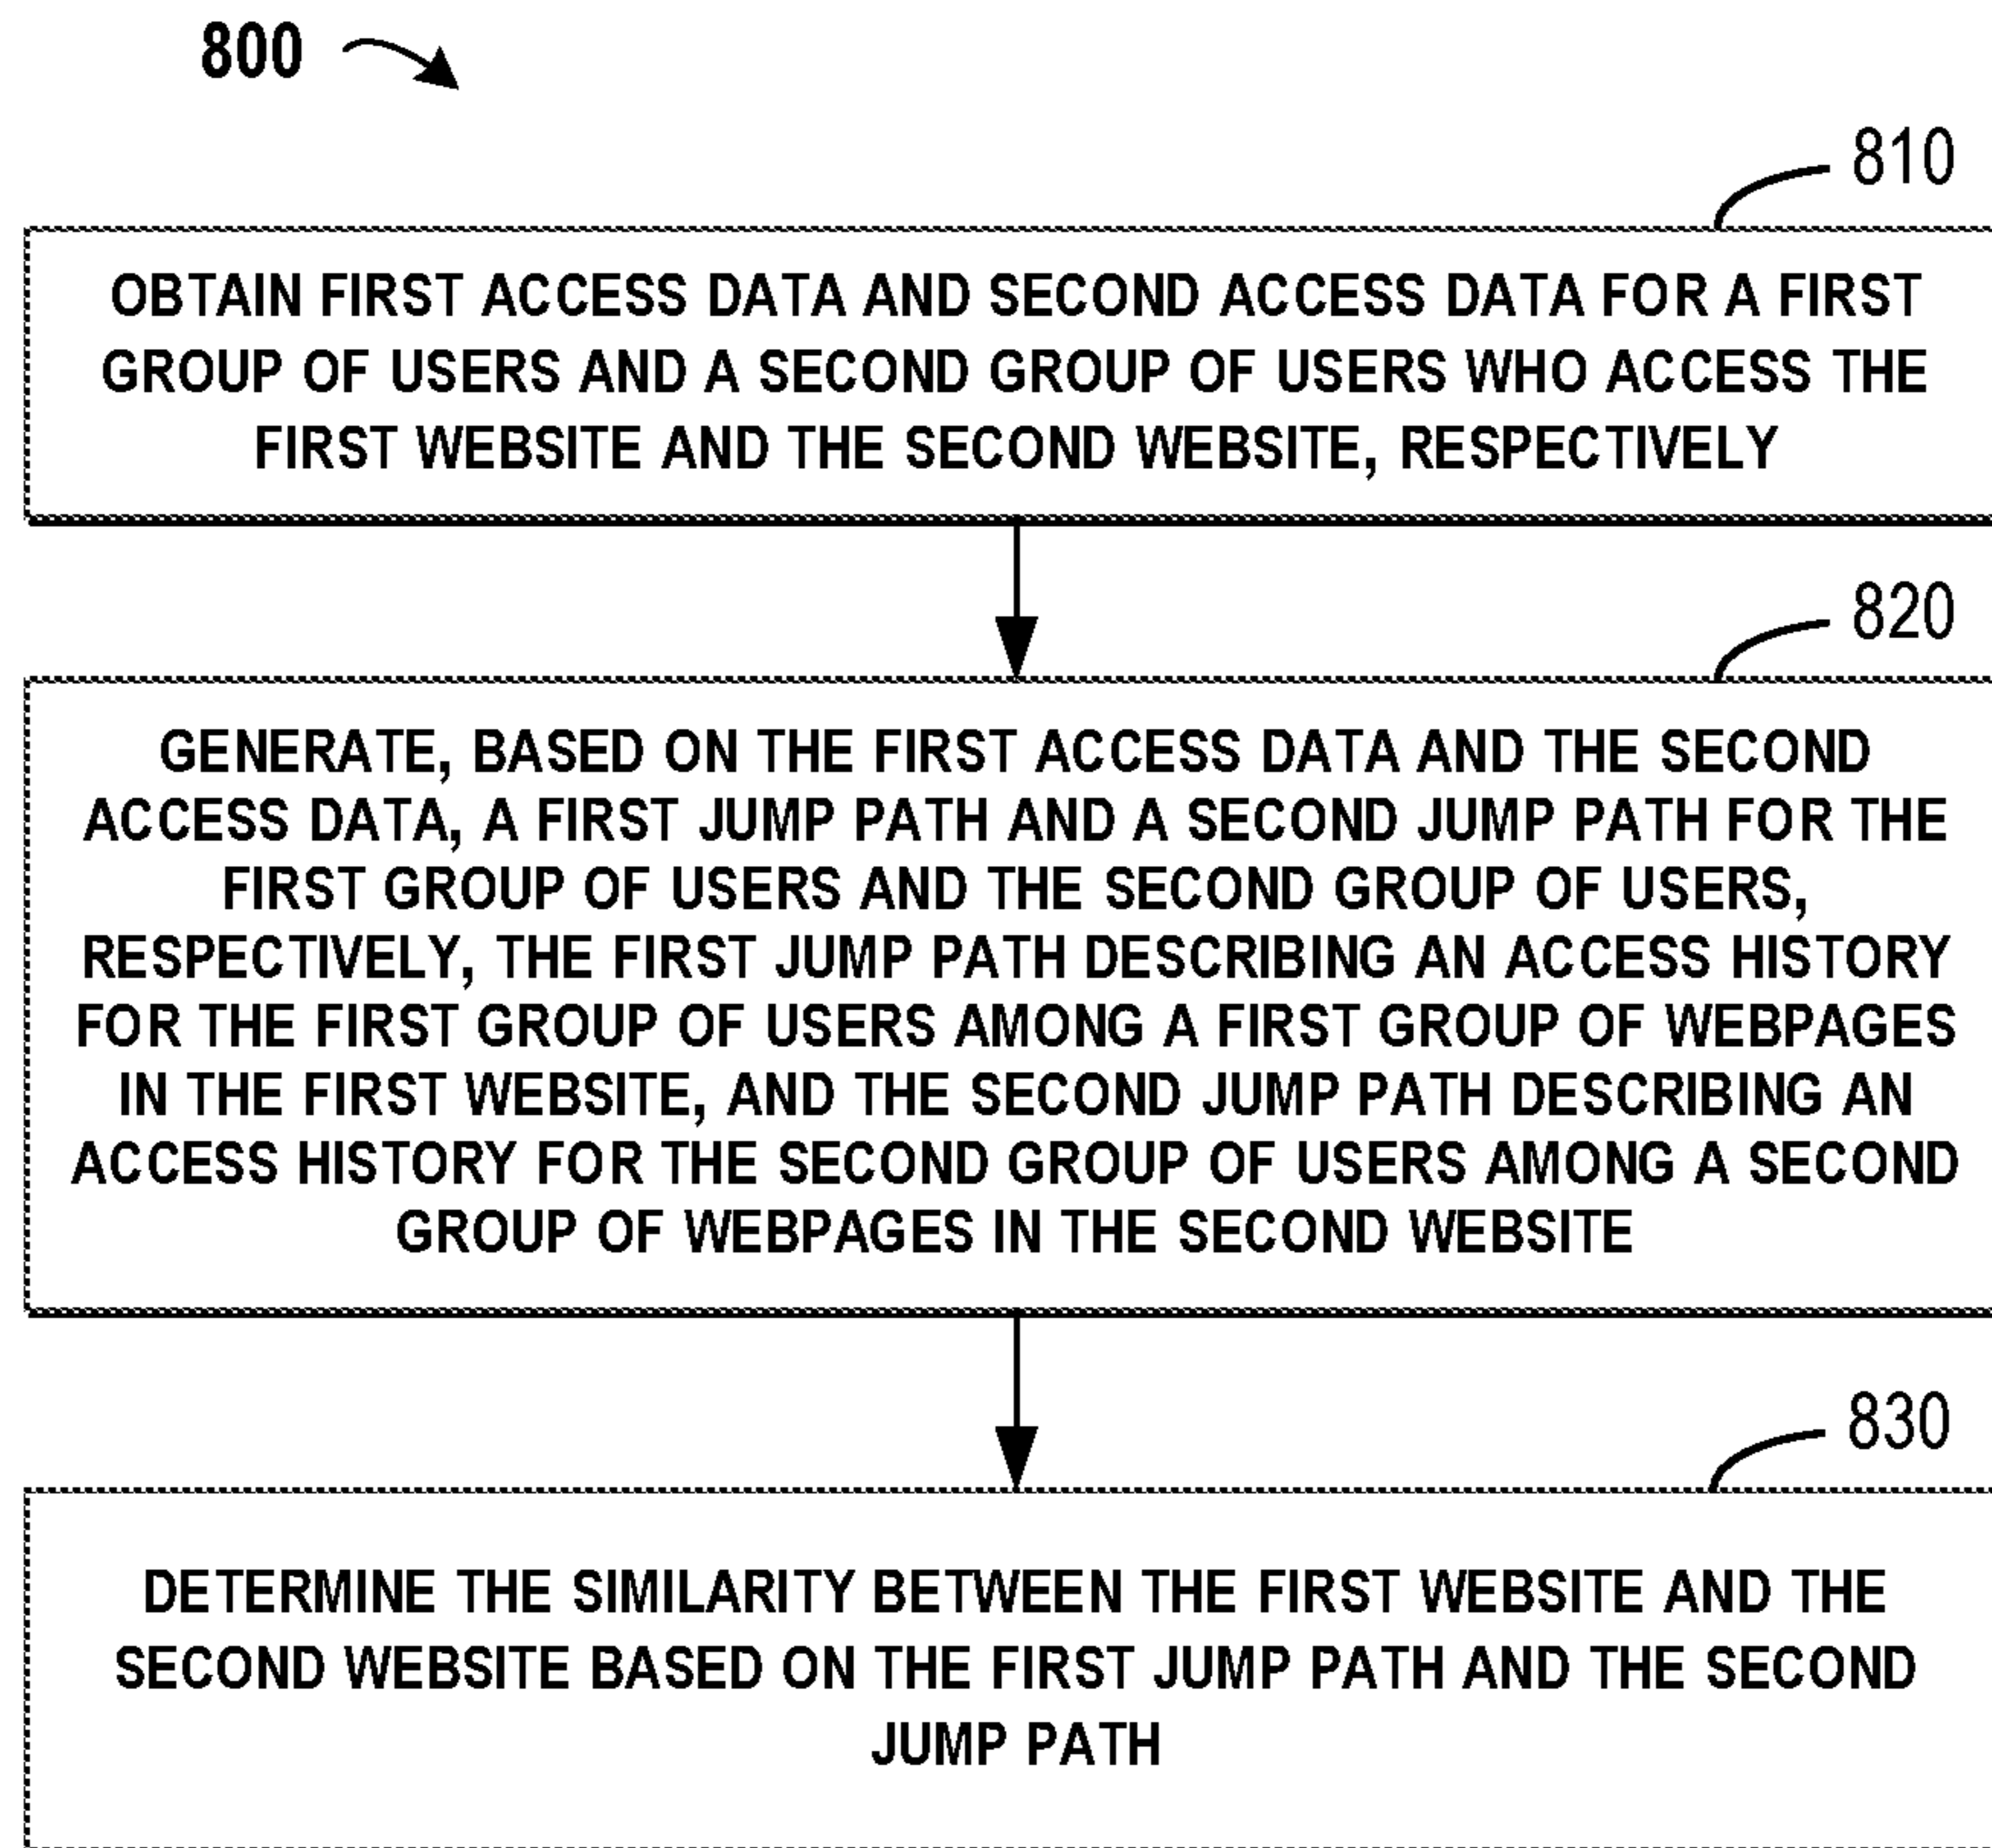 800
810
OBTAIN FIRST ACCESS DATA AND SECOND ACCESS DATA FOR A FIRST
GROUP OF USERS AND A SECOND GROUP OF USERS WHO ACCESS THE
FIRST WEBSITE AND THE SECOND WEBSITE, RESPECTIVELY
820
GENERATE, BASED ON THE FIRST ACCESS DATA AND THE SECOND
ACCESS DATA, A FIRST JUMP PATH AND A SECOND JUMP PATH FOR THE
FIRST GROUP OF USERS AND THE SECOND GROUP OF USERS,
RESPECTIVELY, THE FIRST JUMP PATH DESCRIBING AN ACCESS HISTORY
FOR THE FIRST GROUP OF USERS AMONG A FIRST GROUP OF WEBPAGES
IN THE FIRST WEBSITE, AND THE SECOND JUMP PATH DESCRIBING AN
ACCESS HISTORY FOR THE SECOND GROUP OF USERS AMONG A SECOND
GROUP OF WEBPAGES IN THE SECOND WEBSITE
830
DETERMINE THE SIMILARITY BETWEEN THE FIRST WEBSITE AND THE
SECOND WEBSITE BASED ON THE FIRST JUMP PATH AND THE SECOND
JUMP PATH